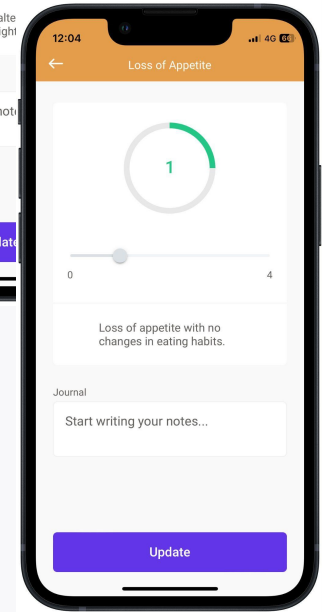 12:04
4G 66
Loss of Appetite
1
0
4
Loss of appetite with no
changes in eating habits.
Journal
Start writing your notes...
Update